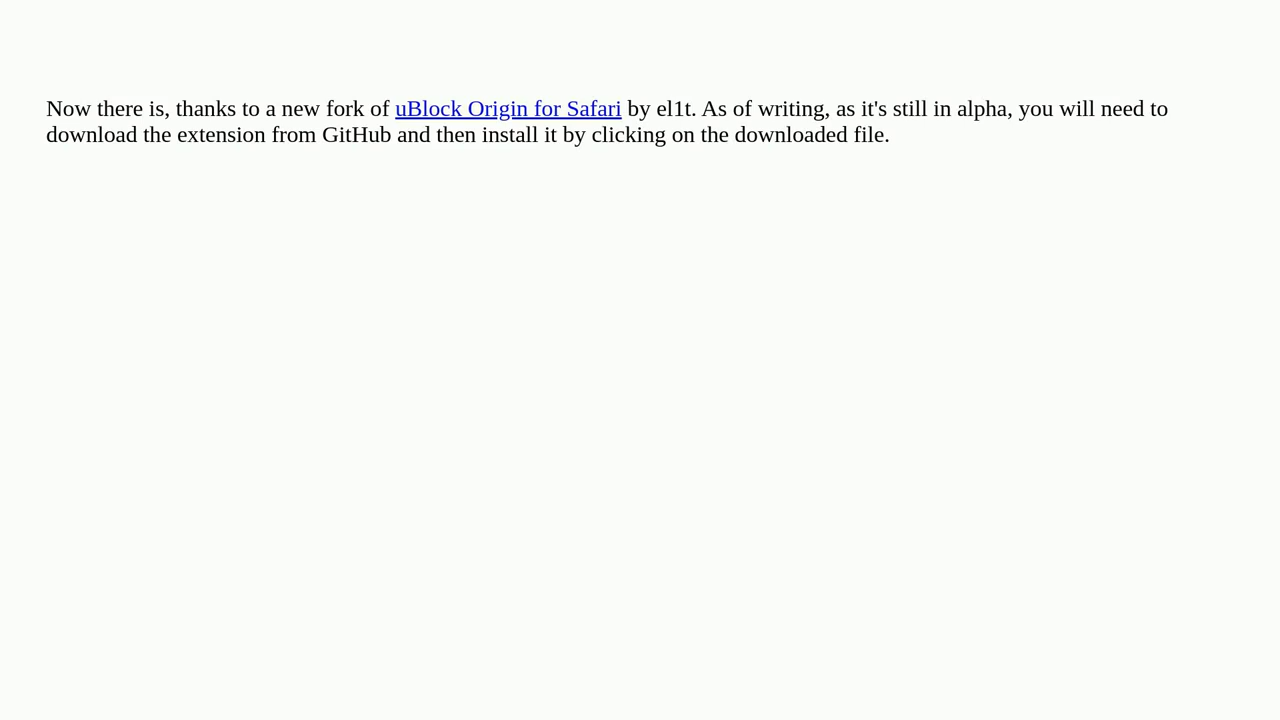 Now there is, thanks to a new fork of uBlock Origin for Safari by el1t. As of writing, as it's still in alpha, you will need to
download the extension from GitHub and then install it by clicking on the downloaded file.